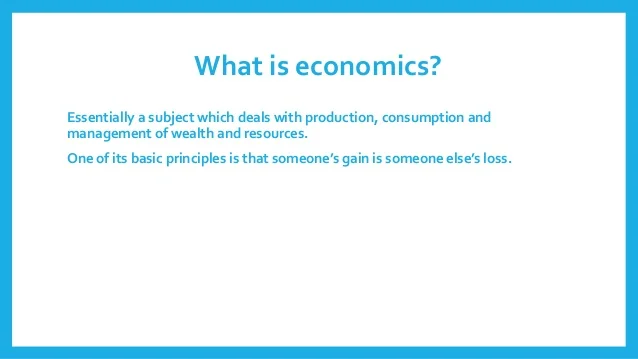 What is economics?
Essentially a subject which deals with production, consumption and
management of wealth and resources.
One of its basic principles is that someone’s gain is someone else’s loss.